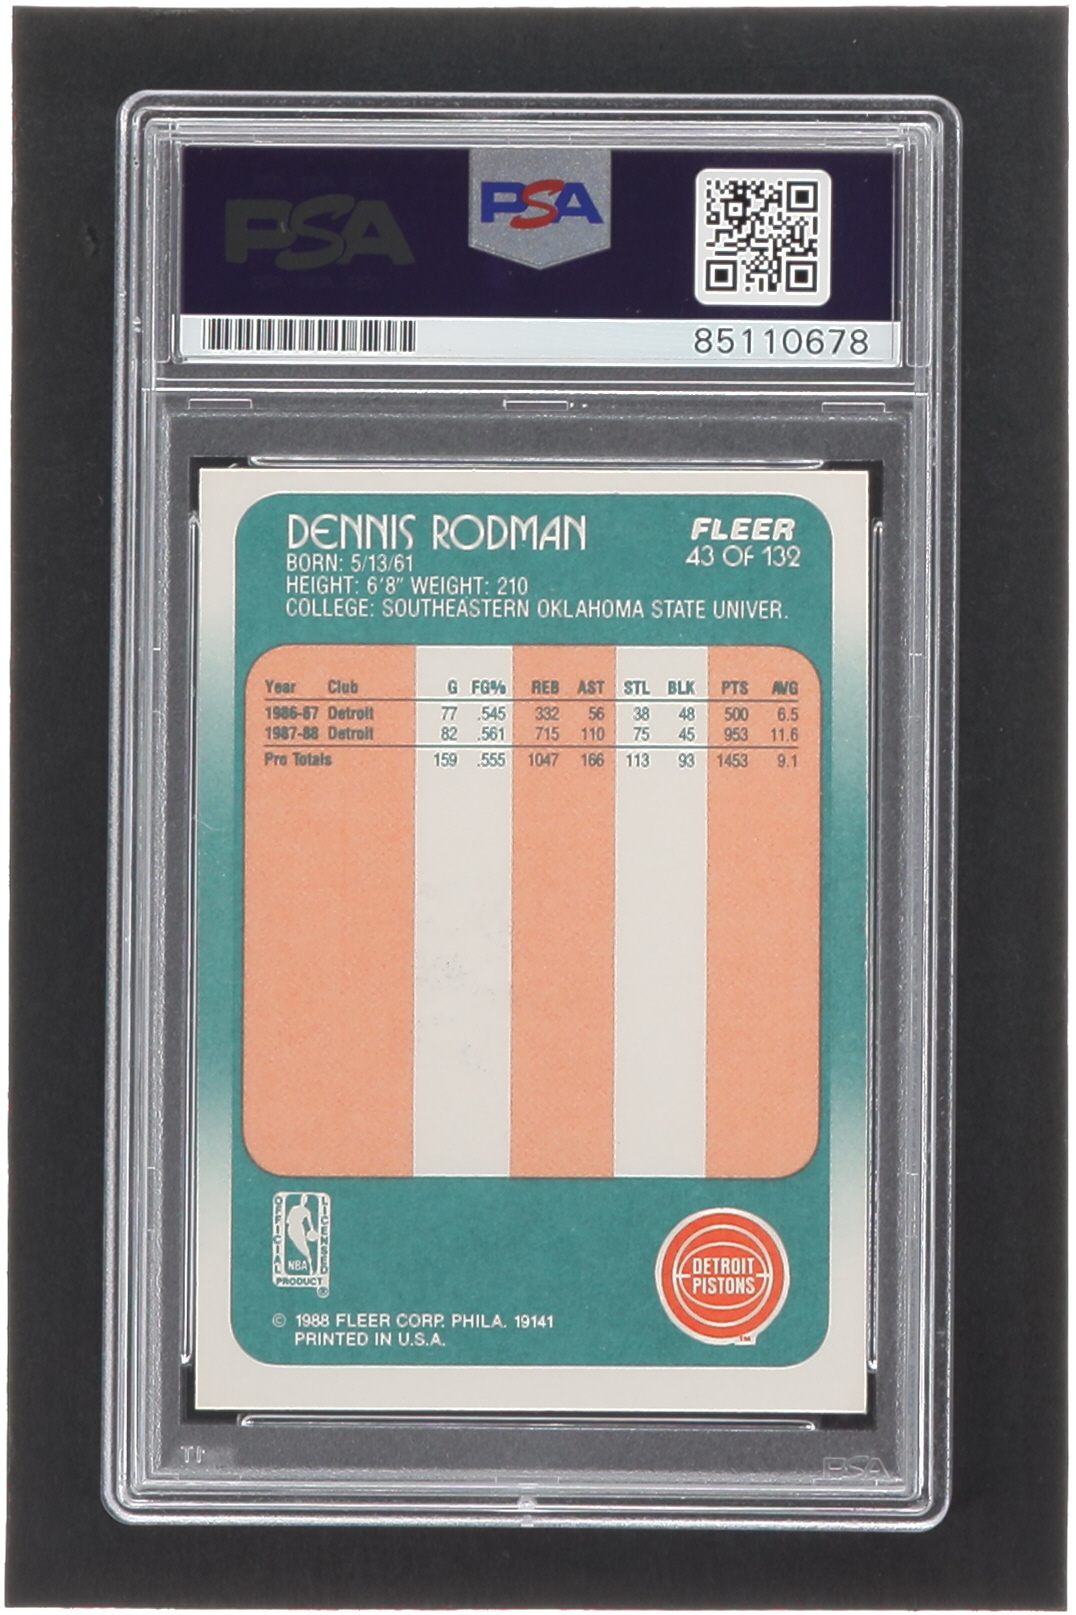 PSA
PSA
85110678
DENNIS RODMAN
FLEER
43 OF 132
BORN: 5/13/61
HEIGHT: 6'8" WEIGHT: 210
COLLEGE: SOUTHEASTERN OKLAHOMA STATE UNIVER.
Year Club G FG% REB AST STL BLK PTS AVG
1986-87 Detroit 77 .545 332 56 38 48 500 6.5
1987-88 Detroit 82 .561 715 110 75 45 953 11.6
Pro Totals 159 .555 1047 166 113 93 1453 9.1
OFFICIAL LICENSED
NBA
PRODUCT ®
DETROIT
PISTONS
TM
© 1988 FLEER CORP. PHILA. 19141
PRINTED IN U.S.A.
PSA